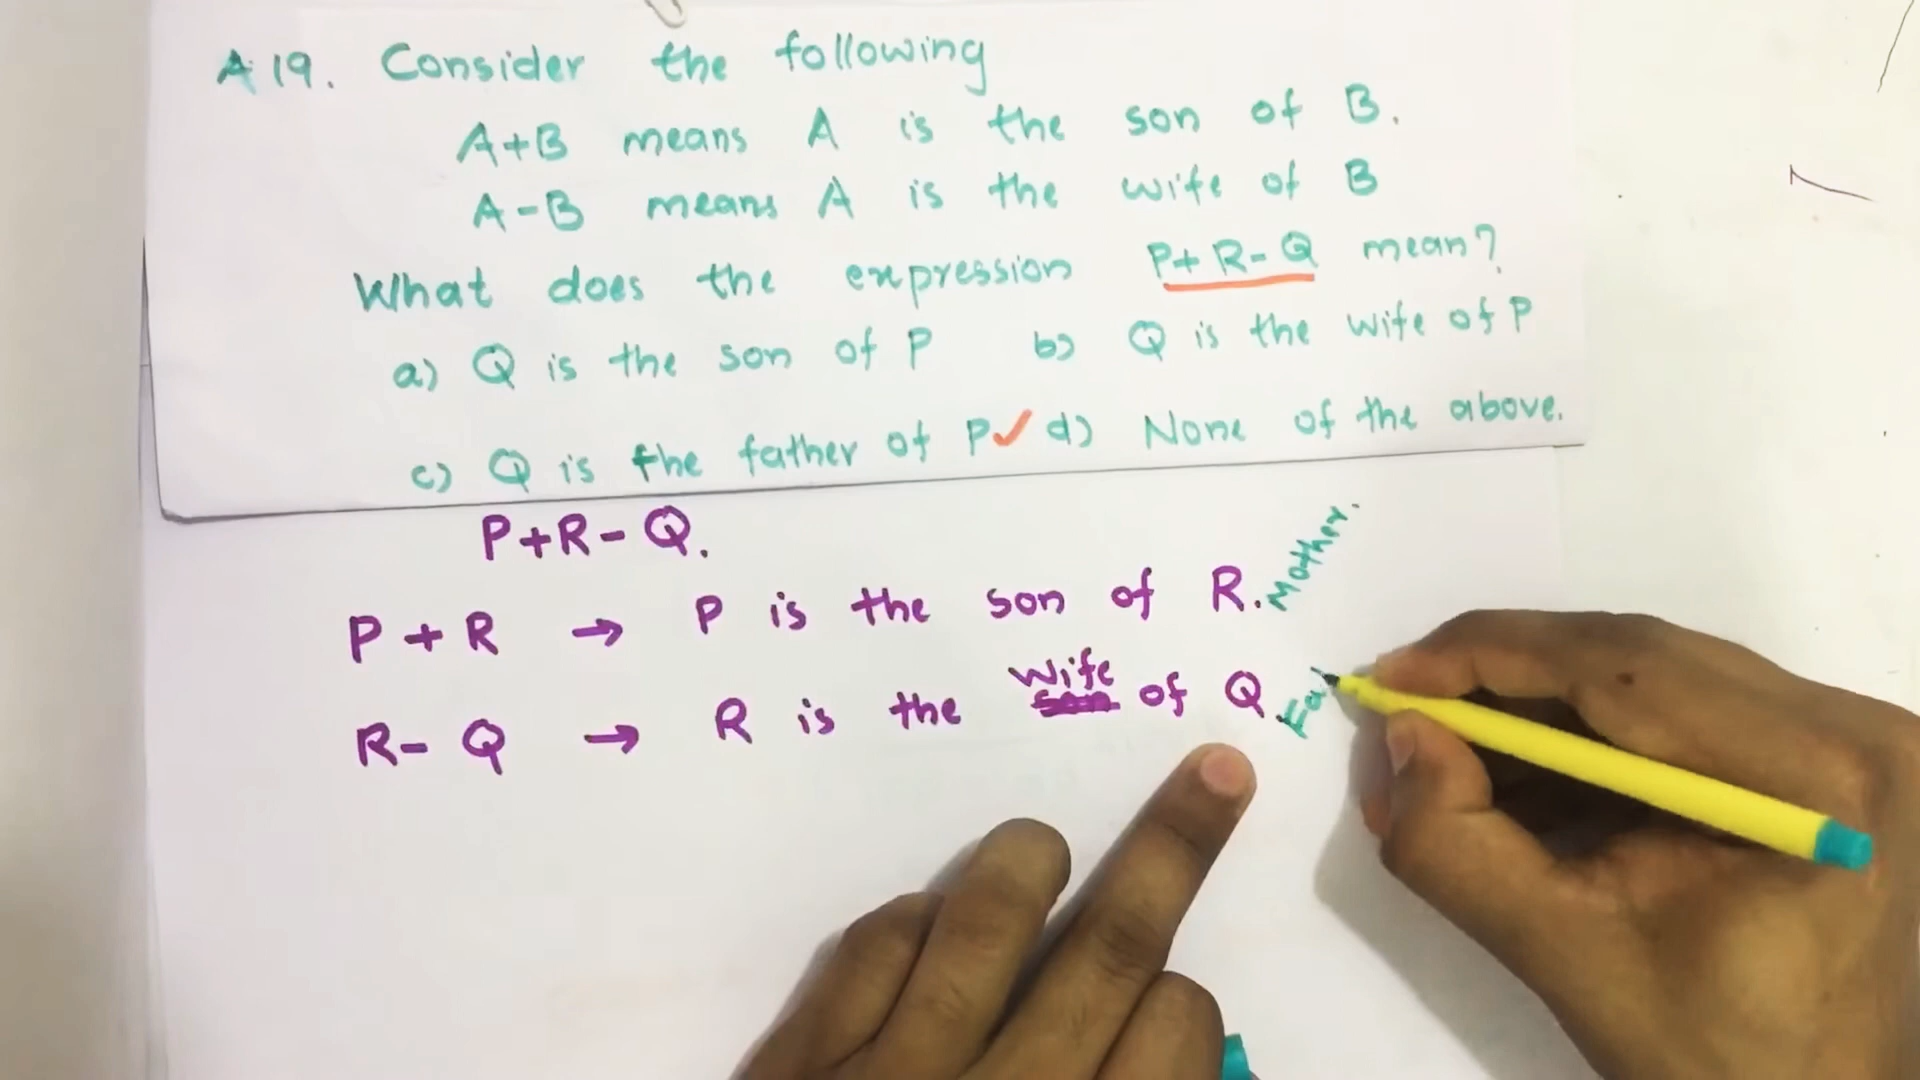 A 19. Consider the following
A+B means A is the son of B.
A-B means A is the wife of B
What does the expression P+R-Q mean?
a) Q is the son of P b) Q is the wife of P
c) Q is the father of P✓ d) None of the above.
P+R-Q.
P+R → P is the son of R. Mother.
R-Q → R is the Wife of Q. Fa